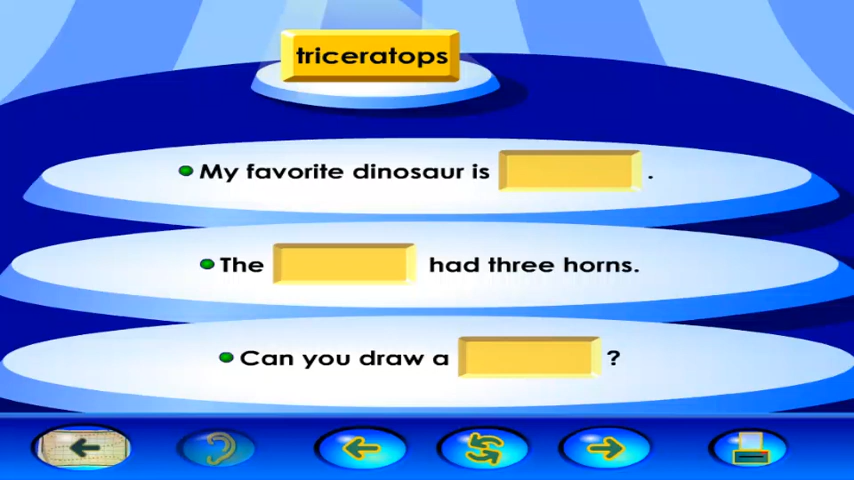 triceratops
My favorite dinosaur is .
The had three horns.
Can you draw a ?